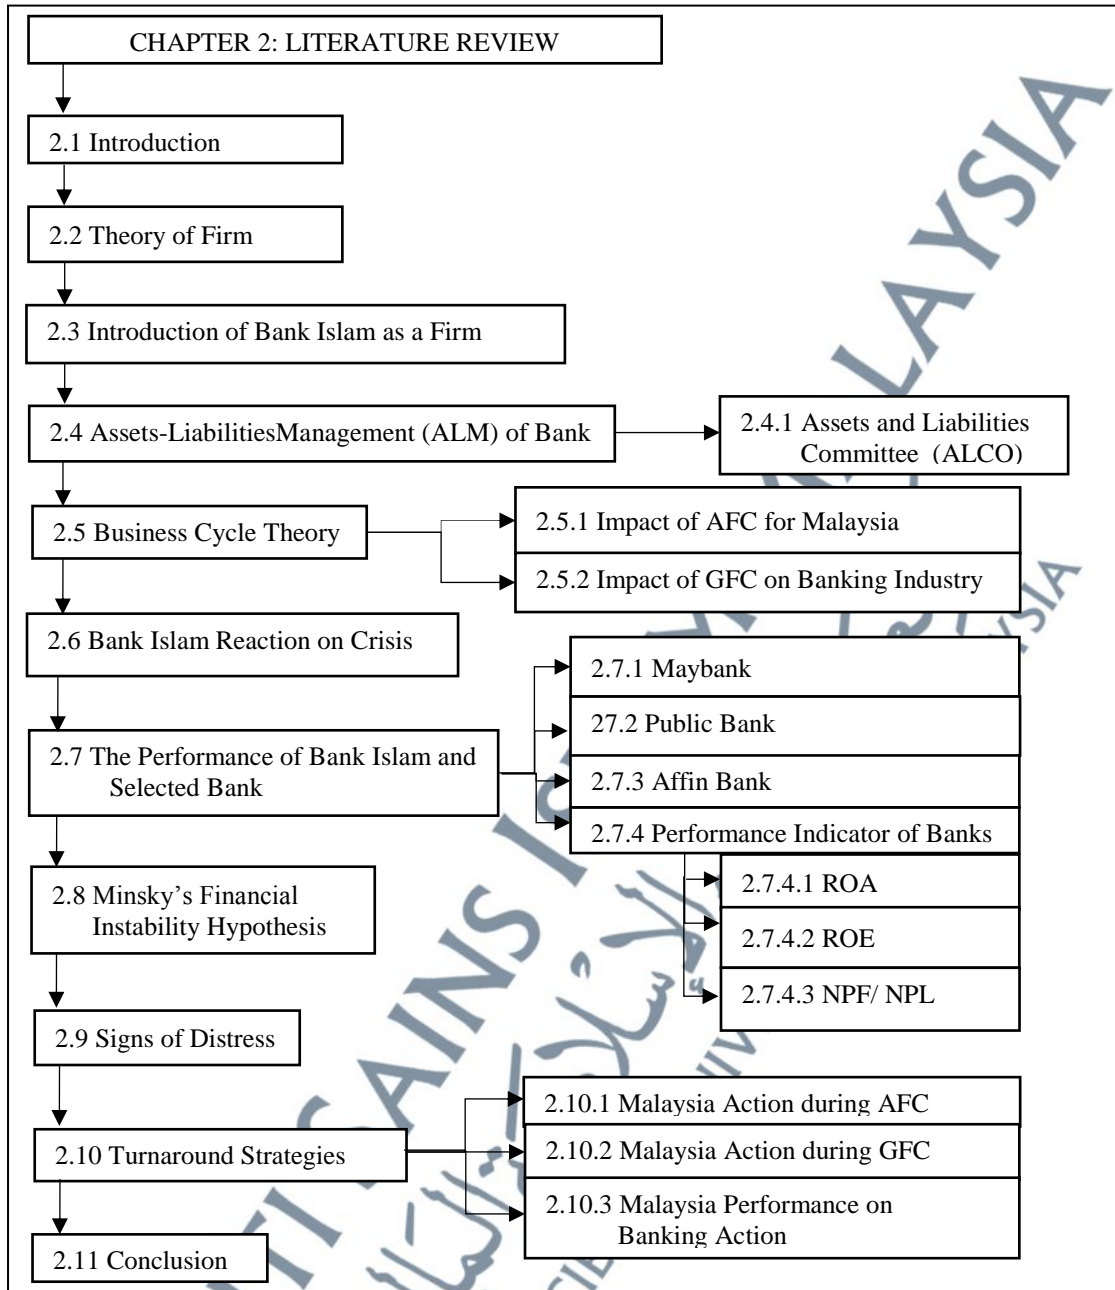 CHAPTER 2: LITERATURE REVIEW
2.1 Introduction
2.2 Theory of Firm
2.3 Introduction of Bank Islam as a Firm
2.4 Assets-LiabilitiesManagement (ALM) of Bank
2.4.1 Assets and Liabilities
Committee (ALCO)
2.5 Business Cycle Theory
2.5.1 Impact of AFC for Malaysia
2.5.2 Impact of GFC on Banking Industry
2.6 Bank Islam Reaction on Crisis
2.7 The Performance of Bank Islam and
Selected Bank
2.7.1 Maybank
27.2 Public Bank
2.7.3 Affin Bank
2.7.4 Performance Indicator of Banks
2.7.4.1 ROA
2.7.4.2 ROE
2.7.4.3 NPF/ NPL
2.8 Minsky’s Financial
Instability Hypothesis
2.9 Signs of Distress
2.10 Turnaround Strategies
2.10.1 Malaysia Action during AFC
2.10.2 Malaysia Action during GFC
2.10.3 Malaysia Performance on
Banking Action
2.11 Conclusion
SAINS